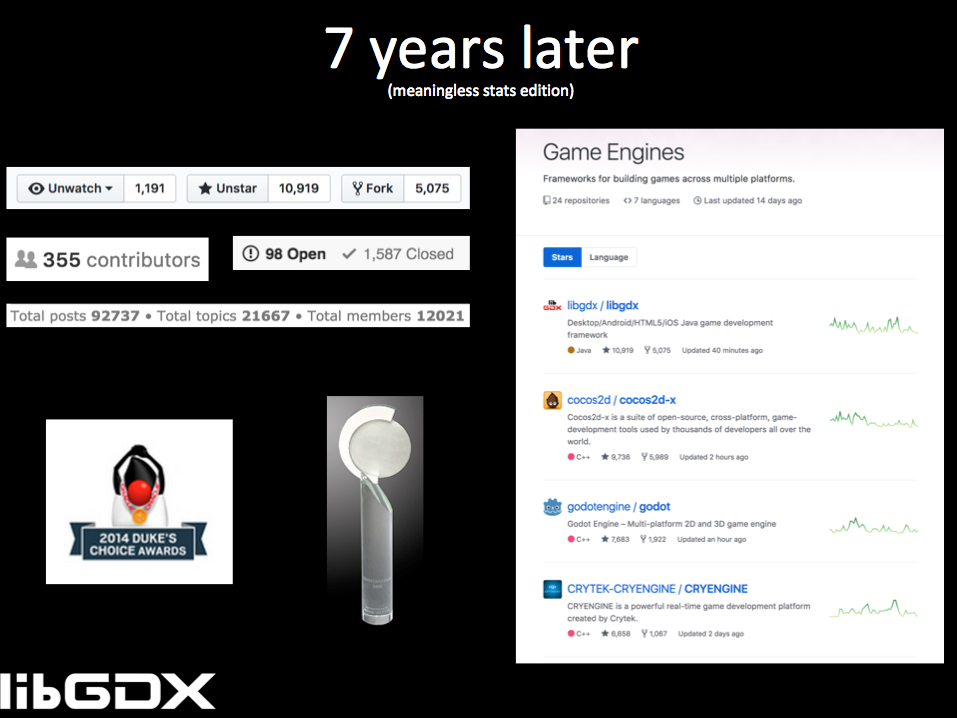 7 years later
(meaningless stats edition)
Unwatch 1,191 Unstar 10,919 Fork 5,075
355 contributors
98 Open 1,587 Closed
Total posts 92737 • Total topics 21667 • Total members 12021
2014 DUKE'S
CHOICE AWARDS
libGDX
Game Engines
Frameworks for building games across multiple platforms.
24 repositories <> 7 languages Last updated 14 days ago
Stars Language
lib
GDX
libgdx / libgdx
Desktop/Android/HTML5/iOS Java game development
framework
Java 10,919 5,075 Updated 40 minutes ago
cocos2d / cocos2d-x
Cocos2d-x is a suite of open-source, cross-platform, game-
development tools used by thousands of developers all over the
world.
C++ 9,736 5,989 Updated 2 hours ago
godotengine / godot
Godot Engine – Multi-platform 2D and 3D game engine
C++ 7,683 1,922 Updated an hour ago
CRYTEK-CRYENGINE / CRYENGINE
CRYENGINE is a powerful real-time game development platform
created by Crytek.
C++ 6,658 1,067 Updated 2 days ago